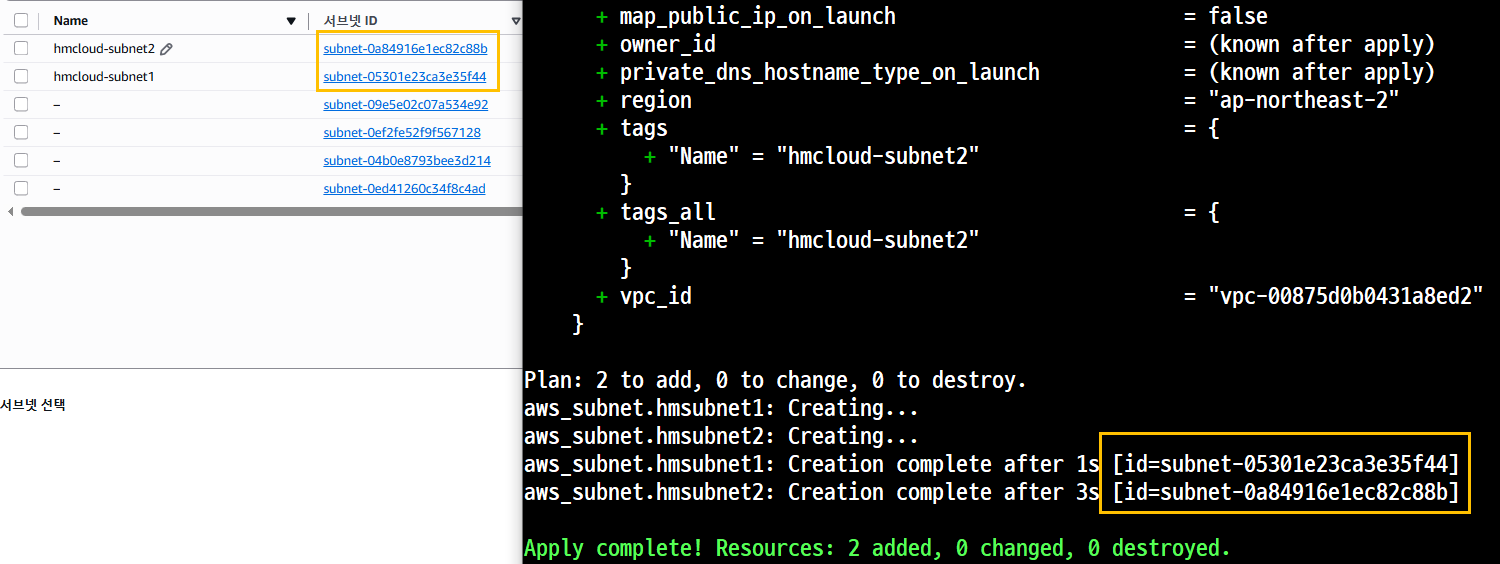 Name
서브넷 ID
hmcloud-subnet2
subnet-0a84916e1ec82c88b
hmcloud-subnet1
subnet-05301e23ca3e35f44
–
subnet-09e5e02c07a534e92
–
subnet-0ef2fe52f9f567128
–
subnet-04b0e8793bee3d214
–
subnet-0ed41260c34f8c4ad
서브넷 선택
+ map_public_ip_on_launch = false
+ owner_id = (known after apply)
+ private_dns_hostname_type_on_launch = (known after apply)
+ region = "ap-northeast-2"
+ tags = {
+ "Name" = "hmcloud-subnet2"
}
+ tags_all = {
+ "Name" = "hmcloud-subnet2"
}
+ vpc_id = "vpc-00875d0b0431a8ed2"
}
Plan: 2 to add, 0 to change, 0 to destroy.
aws_subnet.hmsubnet1: Creating...
aws_subnet.hmsubnet2: Creating...
aws_subnet.hmsubnet1: Creation complete after 1s [id=subnet-05301e23ca3e35f44]
aws_subnet.hmsubnet2: Creation complete after 3s [id=subnet-0a84916e1ec82c88b]
Apply complete! Resources: 2 added, 0 changed, 0 destroyed.